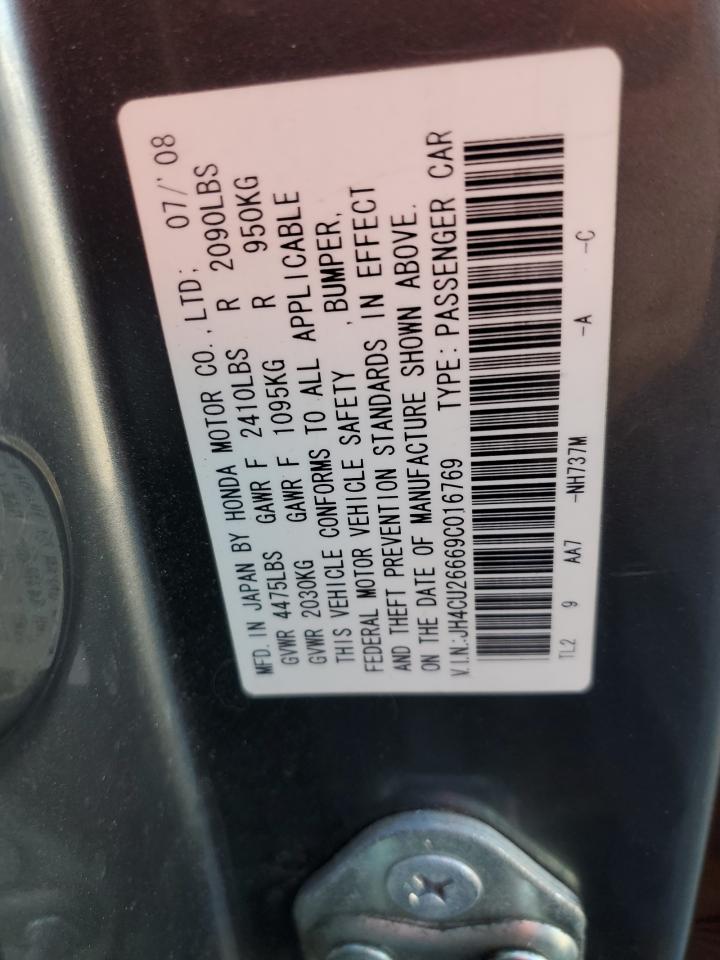 MFD. IN JAPAN BY HONDA MOTOR CO., LTD; 07/'08
GVWR 4475LBS GAWR F 2410LBS R 2090LBS
GVWR 2030KG GAWR F 1095KG R 950KG
THIS VEHICLE CONFORMS TO ALL APPLICABLE
FEDERAL MOTOR VEHICLE SAFETY , BUMPER,
AND THEFT PREVENTION STANDARDS IN EFFECT
ON THE DATE OF MANUFACTURE SHOWN ABOVE.
V.I.N.:JH4CU26669C016769 TYPE: PASSENGER CAR
TL2 9 AA7 -NH737M -A -C